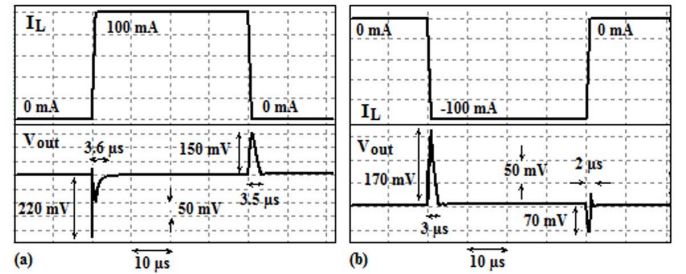 I_L
100 mA
0 mA
0 mA
Vout
3.6 µs
150 mV
220 mV
50 mV
3.5 µs
(a)
10 µs
0 mA
0 mA
I_L
-100 mA
Vout
170 mV
50 mV
2 µs
3 µs
70 mV
(b)
10 µs